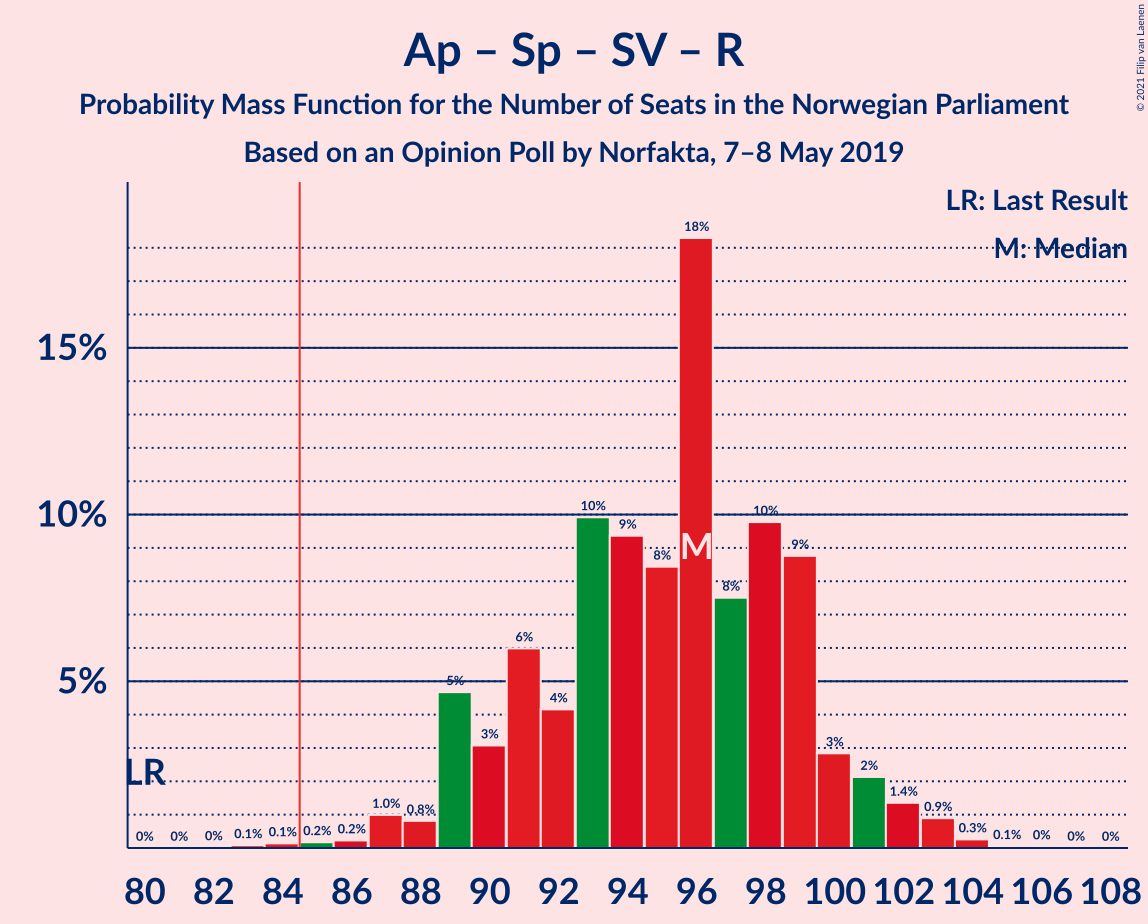 Ap – Sp – SV – R
Probability Mass Function for the Number of Seats in the Norwegian Parliament
Based on an Opinion Poll by Norfakta, 7–8 May 2019
© 2021 Filip van Laenen
LR: Last Result
M: Median
15%
10%
5%
LR
M
0% 0% 0% 0.1% 0.1% 0.2% 0.2% 1.0% 0.8% 5% 3% 6% 4% 10% 9% 8% 18% 8% 10% 9% 3% 2% 1.4% 0.9% 0.3% 0.1% 0% 0% 0%
80 82 84 86 88 90 92 94 96 98 100 102 104 106 108